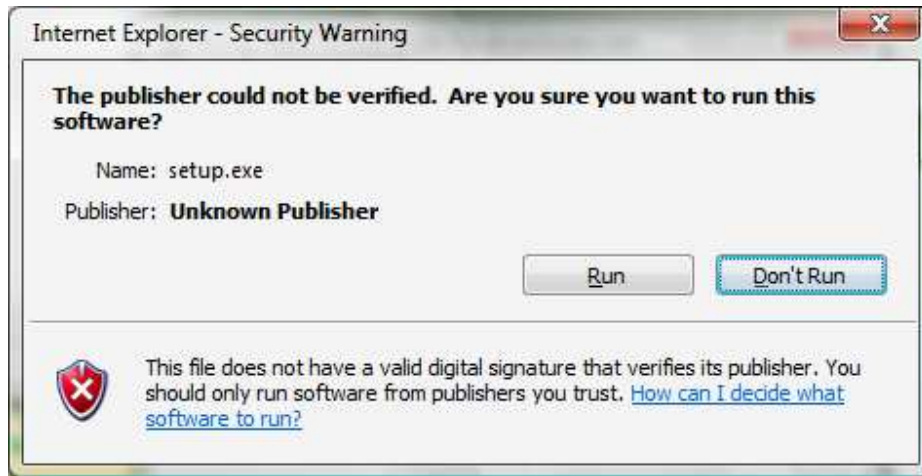 Internet Explorer - Security Warning
The publisher could not be verified.  Are you sure you want to run this
software?
Name: setup.exe
Publisher: Unknown Publisher
Run
Don't Run
This file does not have a valid digital signature that verifies its publisher. You
should only run software from publishers you trust. How can I decide what
software to run?